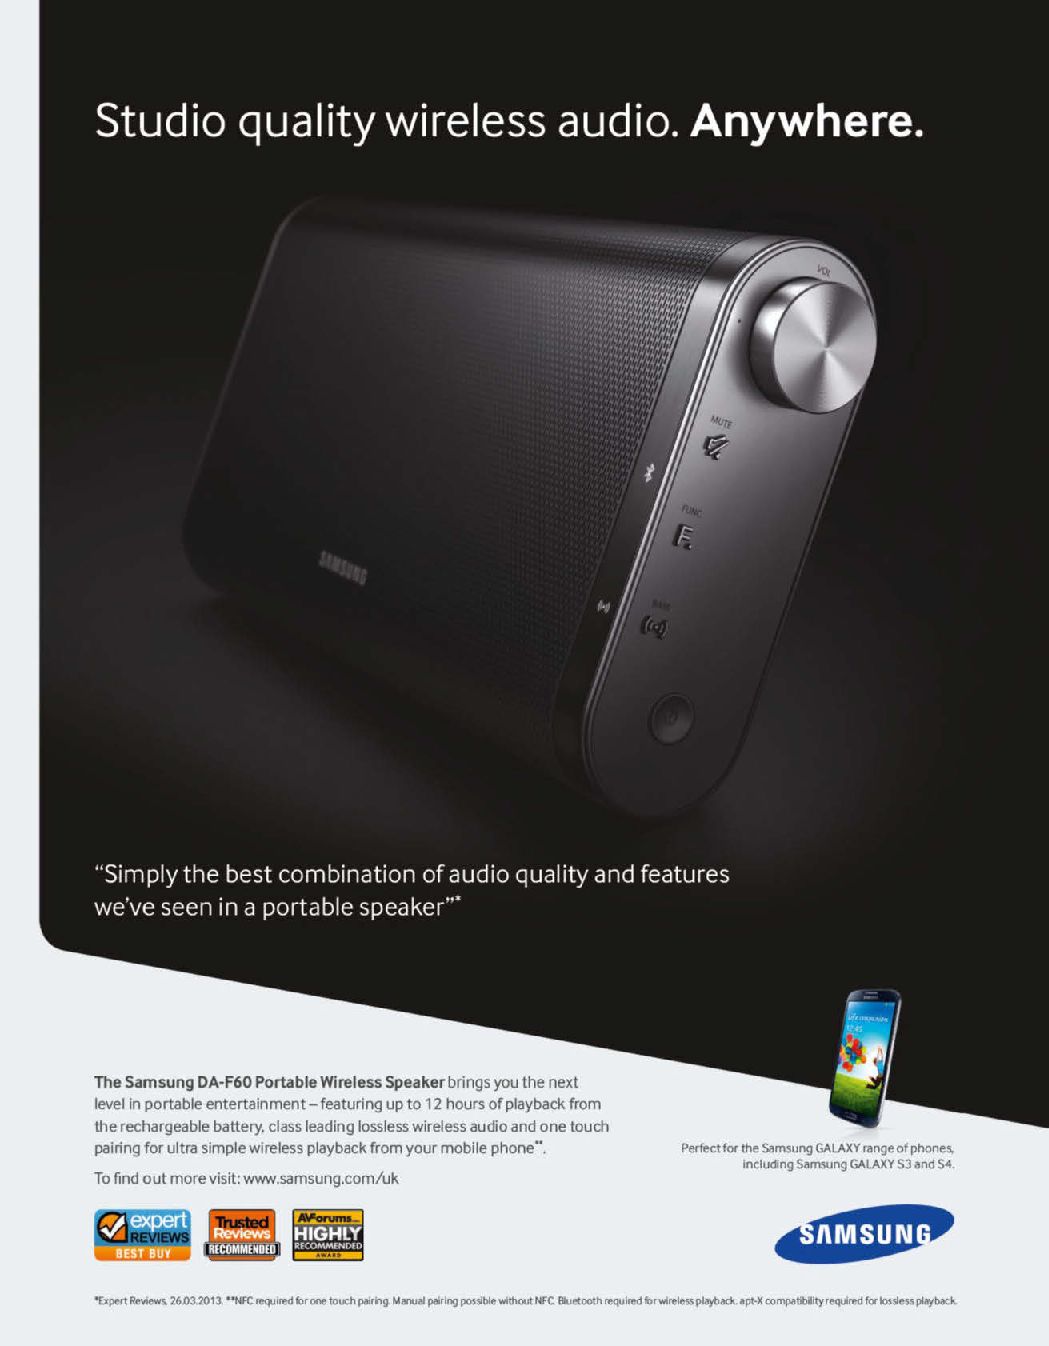 Studio quality wireless audio. Anywhere.
VOL
MUTE
FUNC
F.
BASS
SAMSUNG
“Simply the best combination of audio quality and features
we’ve seen in a portable speaker”*
The Samsung DA-F60 Portable Wireless Speaker brings you the next
level in portable entertainment – featuring up to 12 hours of playback from
the rechargeable battery, class leading lossless wireless audio and one touch
pairing for ultra simple wireless playback from your mobile phone**.
To find out more visit: www.samsung.com/uk
life companion
12:45
Perfect for the Samsung GALAXY range of phones,
including Samsung GALAXY S3 and S4.
expert
REVIEWS
BEST BUY
Trusted
Reviews
RECOMMENDED
AVForums
HIGHLY
RECOMMENDED
AWARD
SAMSUNG
*Expert Reviews, 26.03.2013. **NFC required for one touch pairing. Manual pairing possible without NFC. Bluetooth required for wireless playback. apt-X compatibility required for lossless playback.